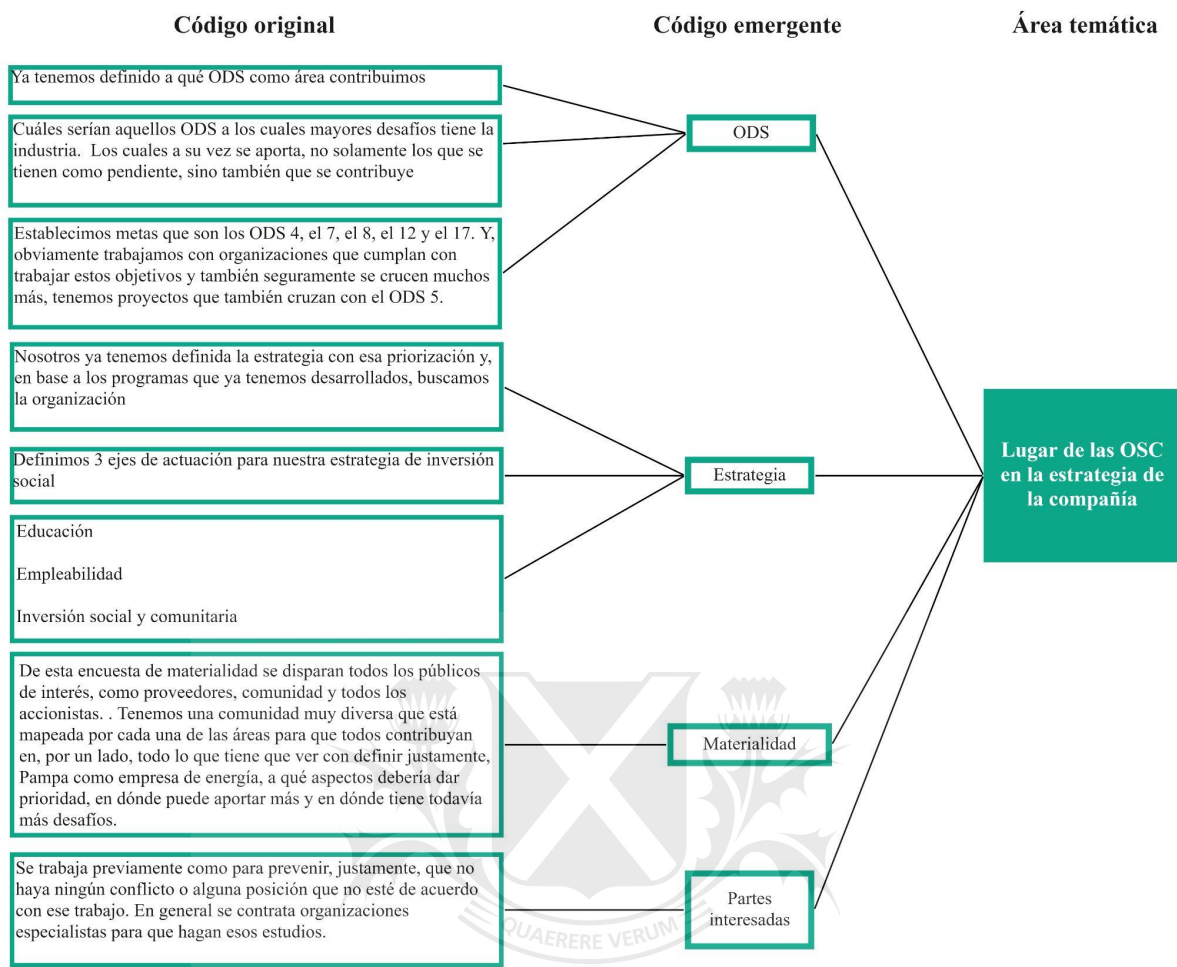 Código original
Código emergente
Área temática
Ya tenemos definido a qué ODS como área contribuimos
Cuáles serían aquellos ODS a los cuales mayores desafíos tiene la
industria. Los cuales a su vez se aporta, no solamente los que se
tienen como pendiente, sino también que se contribuye
Establecimos metas que son los ODS 4, el 7, el 8, el 12 y el 17. Y,
obviamente trabajamos con organizaciones que cumplan con
trabajar estos objetivos y también seguramente se crucen muchos
más, tenemos proyectos que también cruzan con el ODS 5.
ODS
Nosotros ya tenemos definida la estrategia con esa priorización y,
en base a los programas que ya tenemos desarrollados, buscamos
la organización
Definimos 3 ejes de actuación para nuestra estrategia de inversión
social
Educación
Empleabilidad
Inversión social y comunitaria
Estrategia
De esta encuesta de materialidad se disparan todos los públicos
de interés, como proveedores, comunidad y todos los
accionistas. . Tenemos una comunidad muy diversa que está
mapeada por cada una de las áreas para que todos contribuyan
en, por un lado, todo lo que tiene que ver con definir justamente,
Pampa como empresa de energía, a qué aspectos debería dar
prioridad, en dónde puede aportar más y en dónde tiene todavía
más desafíos.
Materialidad
Se trabaja previamente como para prevenir, justamente, que no
haya ningún conflicto o alguna posición que no esté de acuerdo
con ese trabajo. En general se contrata organizaciones
especialistas para que hagan esos estudios.
Partes
interesadas
Lugar de las OSC
en la estrategia de
la compañía
QUAERERE VERUM